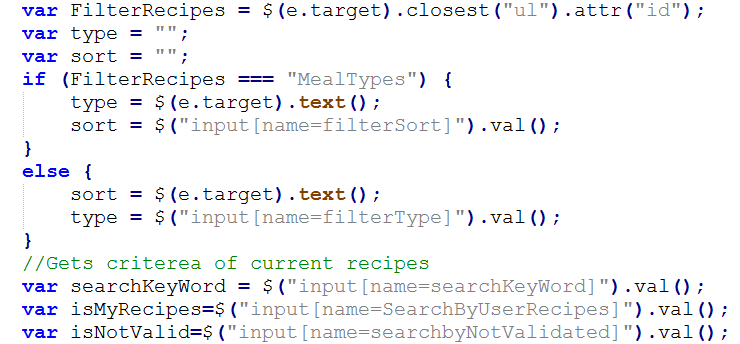 var FilterRecipes = $(e.target).closest("ul").attr("id");
var type = "";
var sort = "";
if (FilterRecipes === "MealTypes") {
type = $(e.target).text();
sort = $("input[name=filterSort]").val();
}
else {
sort = $(e.target).text();
type = $("input[name=filterType]").val();
}
//Gets criterea of current recipes
var searchKeyWord = $("input[name=searchKeyWord]").val();
var isMyRecipes=$("input[name=SearchByUserRecipes]").val();
var isNotValid=$("input[name=searchbyNotValidated]").val();